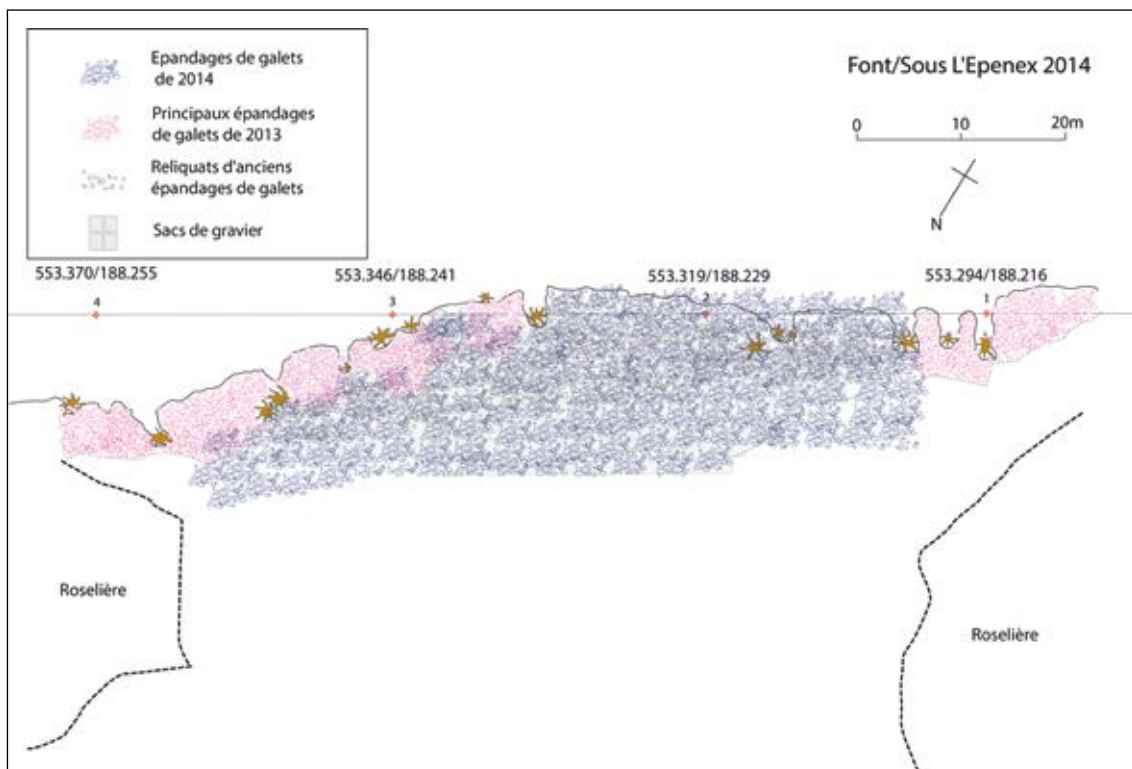 Epandages de galets
de 2014
Principaux épandages
de galets de 2013
Reliquats d'anciens
épandages de galets
Sacs de gravier
Font/Sous L'Epenex 2014
0 10 20m
N
553.370/188.255 553.346/188.241 553.319/188.229 553.294/188.216
4 3 2 1
Roselière
Roselière